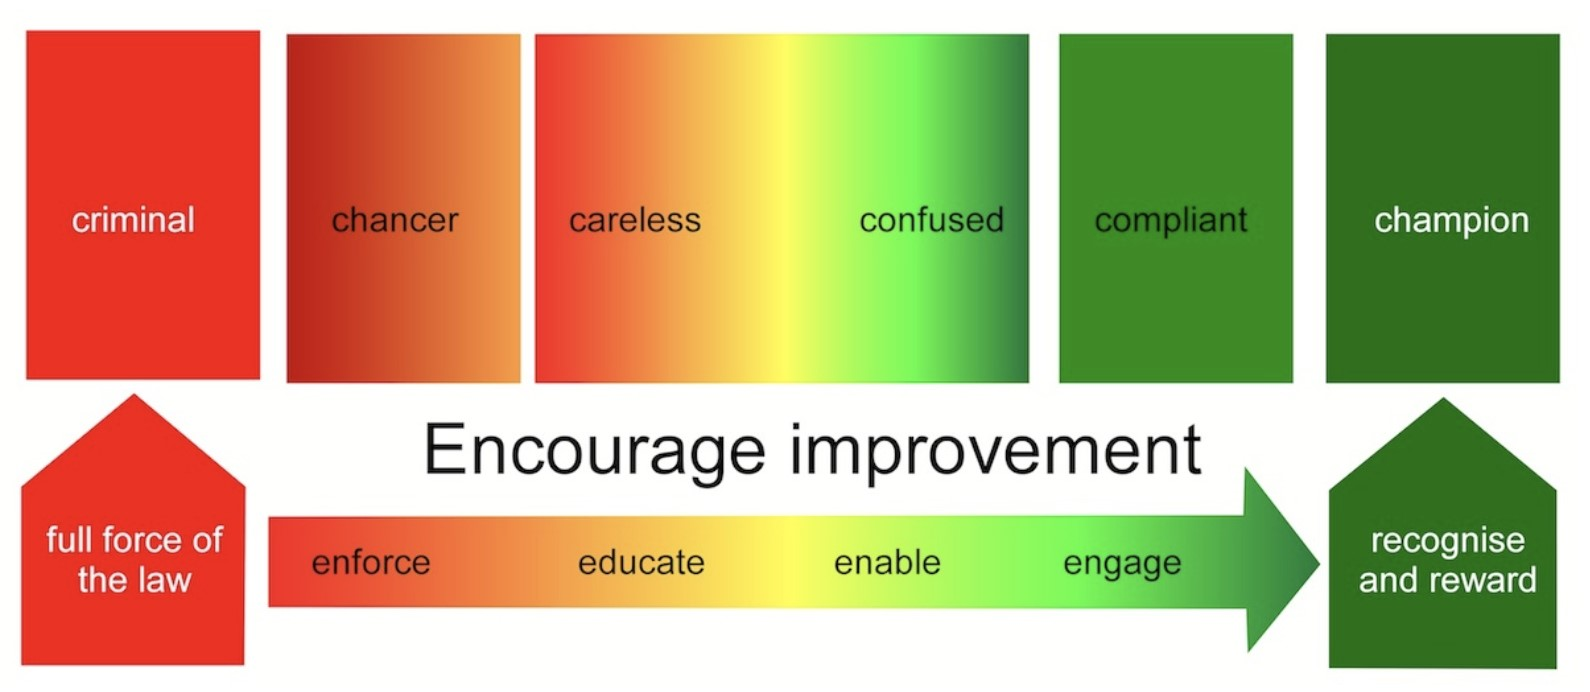 criminal
chancer
careless
confused
compliant
champion
Encourage improvement
full force of
the law
enforce
educate
enable
engage
recognise
and reward